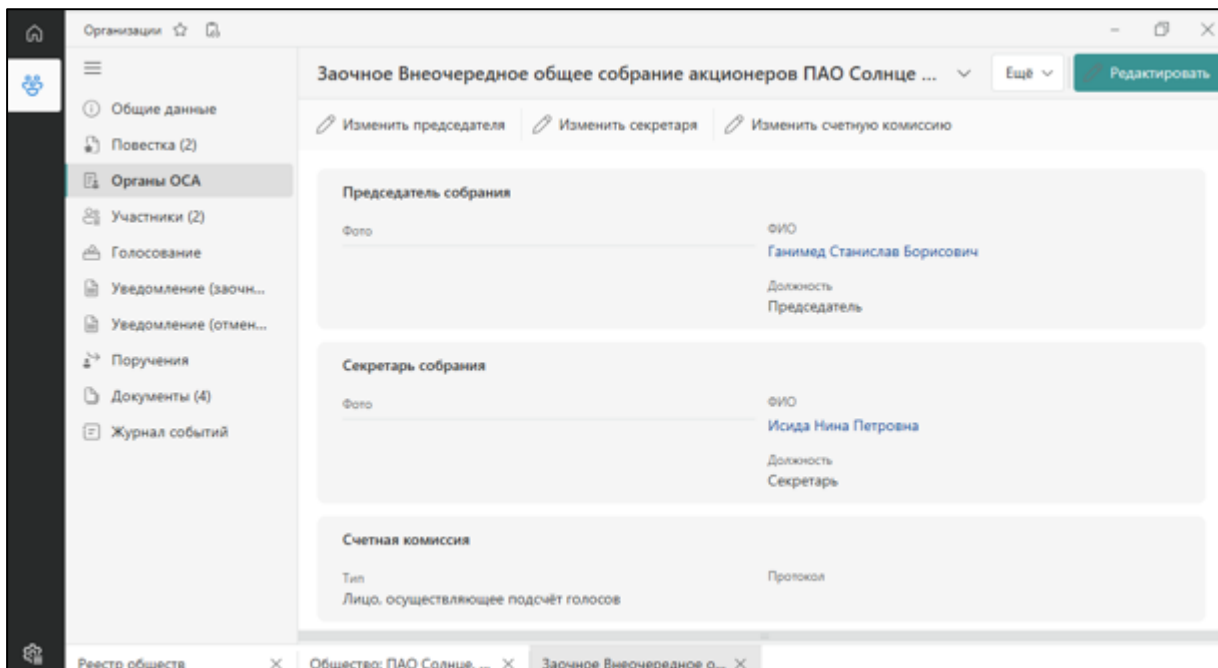 Организации
Заочное Внеочередное общее собрание акционеров ПАО Солнце ...
Ещё
Редактировать
Общие данные
Повестка (2)
Органы ОСА
Участники (2)
Голосование
Уведомление (заочн...
Уведомление (отмен...
Поручения
Документы (4)
Журнал событий
Изменить председателя
Изменить секретаря
Изменить счетную комиссию
Председатель собрания
Фото
ФИО
Ганимед Станислав Борисович
Должность
Председатель
Секретарь собрания
Фото
ФИО
Исида Нина Петровна
Должность
Секретарь
Счетная комиссия
Тип
Протокол
Лицо, осуществляющее подсчёт голосов
Реестр обществ
Общество: ПАО Солнце, ...
Заочное Внеочередное о...